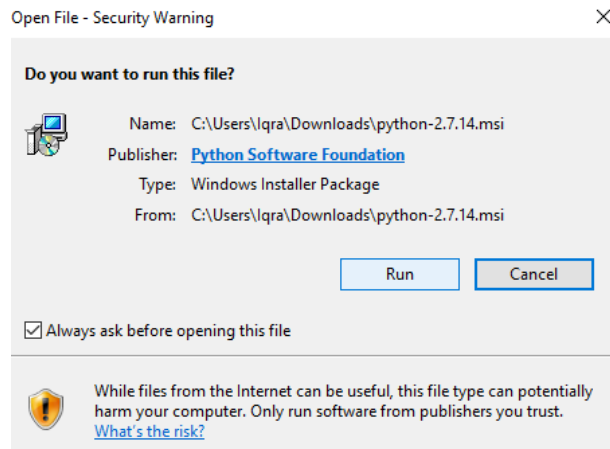 Open File - Security Warning
Do you want to run this file?
Name: C:\Users\Iqra\Downloads\python-2.7.14.msi
Publisher: Python Software Foundation
Type: Windows Installer Package
From: C:\Users\Iqra\Downloads\python-2.7.14.msi
Run Cancel
Always ask before opening this file
While files from the Internet can be useful, this file type can potentially
harm your computer. Only run software from publishers you trust.
What's the risk?